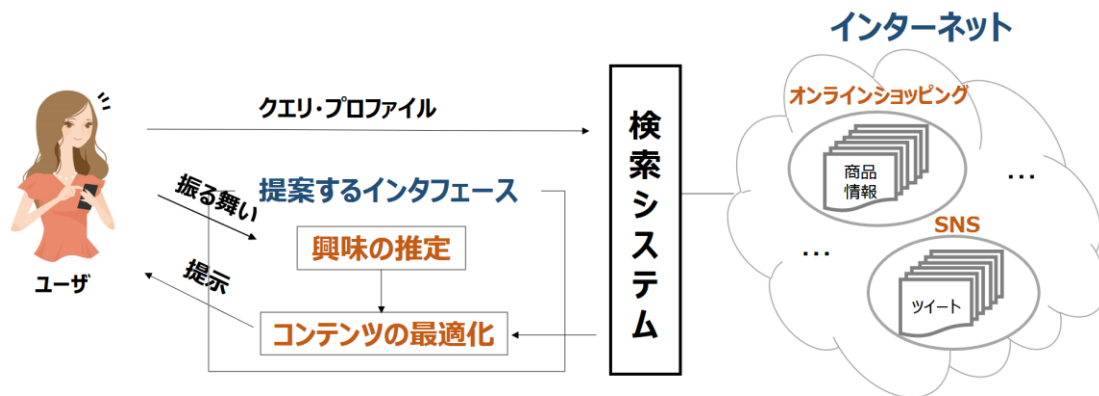 インターネット
オンラインショッピング
クエリ・プロファイル
検索システム
商品
情報
提案するインタフェース
振る舞い
...
興味の推定
SNS
...
提示
ユーザ
ツイート
コンテンツの最適化